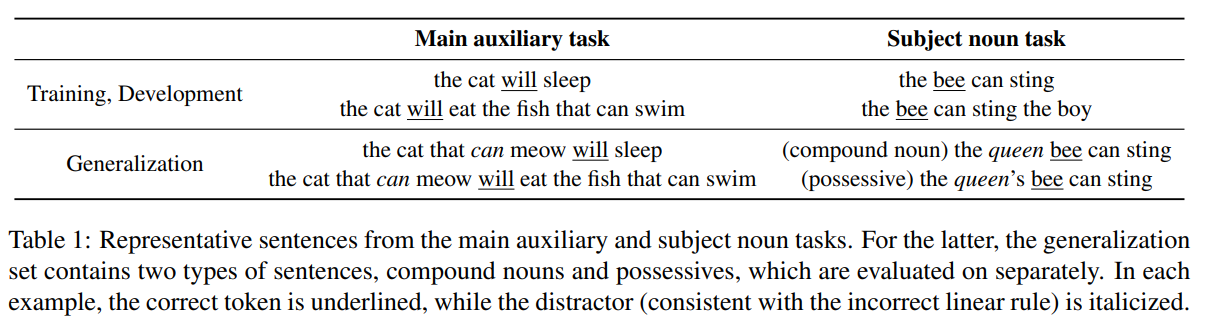 Main auxiliary task Subject noun task
Training, Development the cat will sleep the bee can sting
the cat will eat the fish that can swim the bee can sting the boy
Generalization the cat that can meow will sleep (compound noun) the queen bee can sting
the cat that can meow will eat the fish that can swim (possessive) the queen's bee can sting
Table 1: Representative sentences from the main auxiliary and subject noun tasks. For the latter, the generalization
set contains two types of sentences, compound nouns and possessives, which are evaluated on separately. In each
example, the correct token is underlined, while the distractor (consistent with the incorrect linear rule) is italicized.